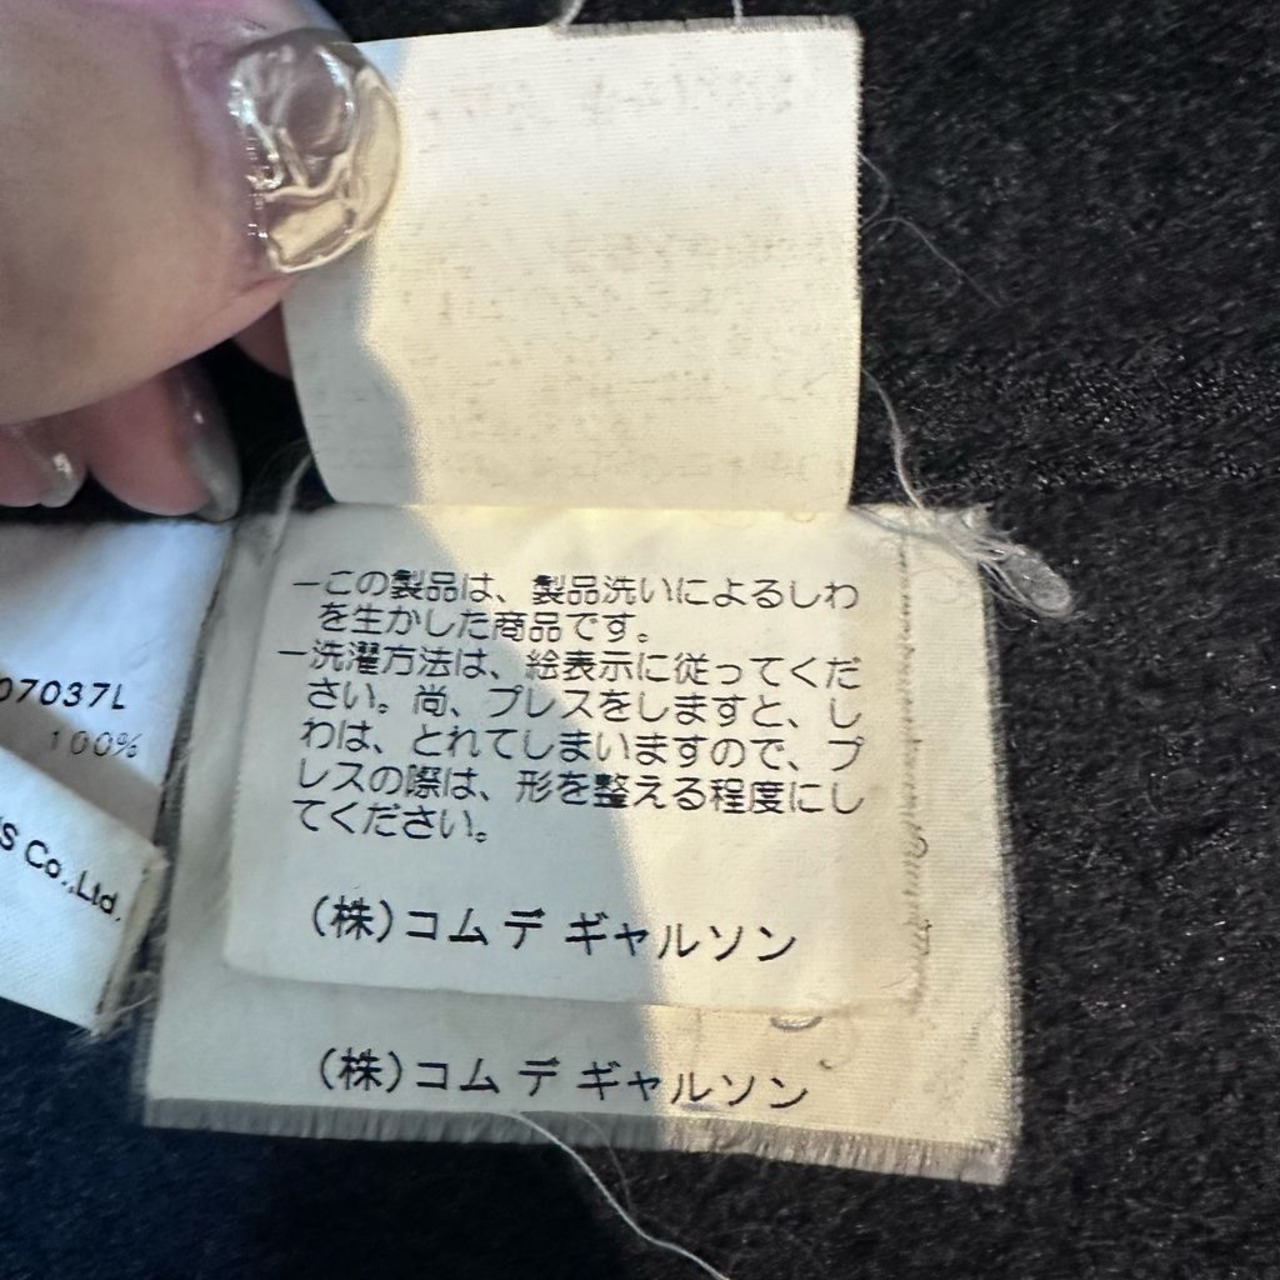 ーこの製品は、製品洗いによるしわ
を生かした商品です。
ー洗濯方法は、絵表示に従ってくだ
さい。尚、プレスをしますと、し
わは、とれてしまいますので、プ
レスの際は、形を整える程度にし
てください。
(株)コム デ ギャルソン
(株)コム デ ギャルソン
07037L
100%
S Co.,Ltd.